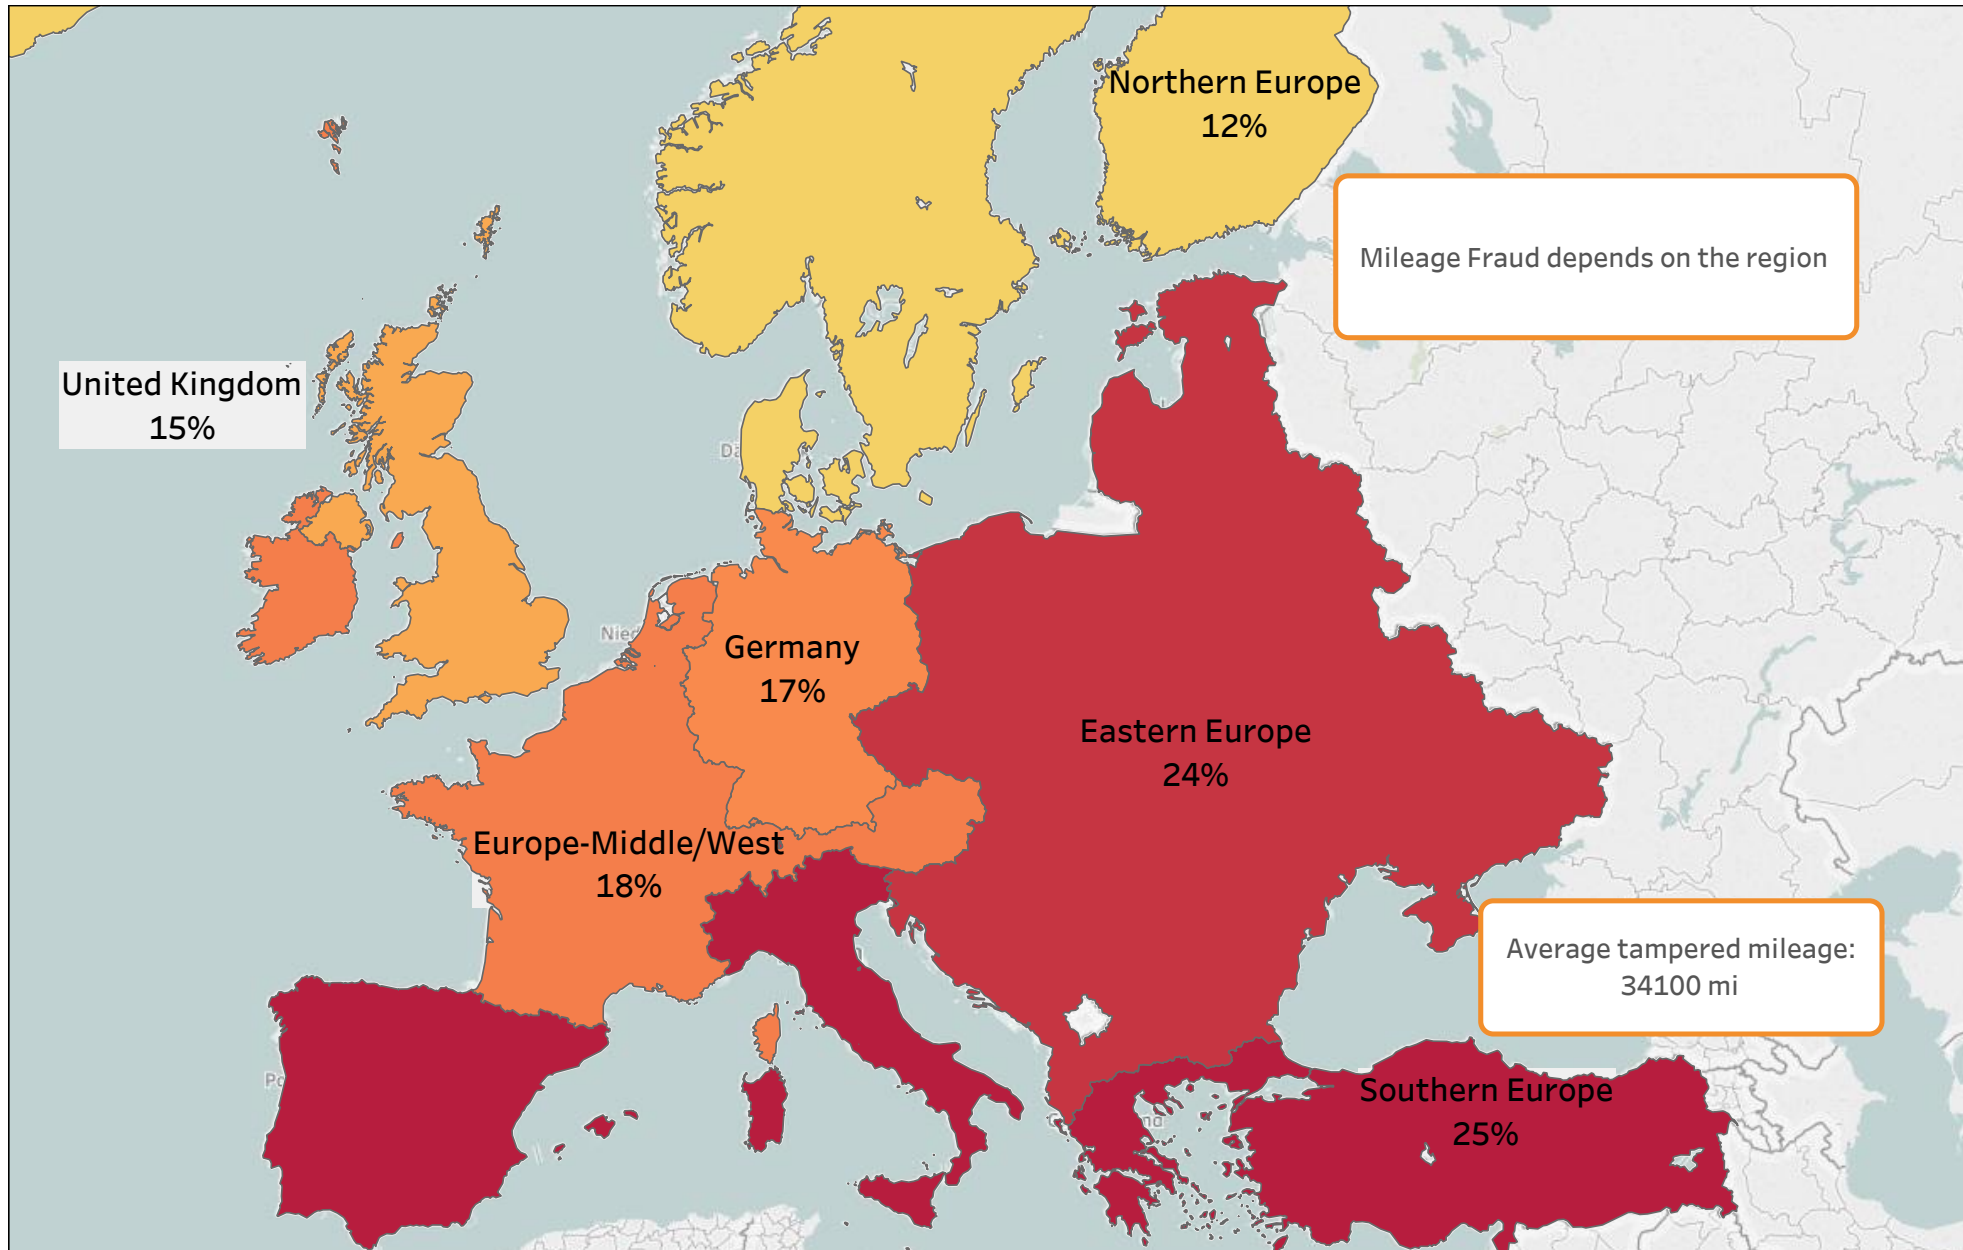 Northern Europe
12%
Mileage Fraud depends on the region
United Kingdom
15%
Germany
17%
Eastern Europe
24%
Europe-Middle/West
18%
Average tampered mileage:
34100 mi
Southern Europe
25%